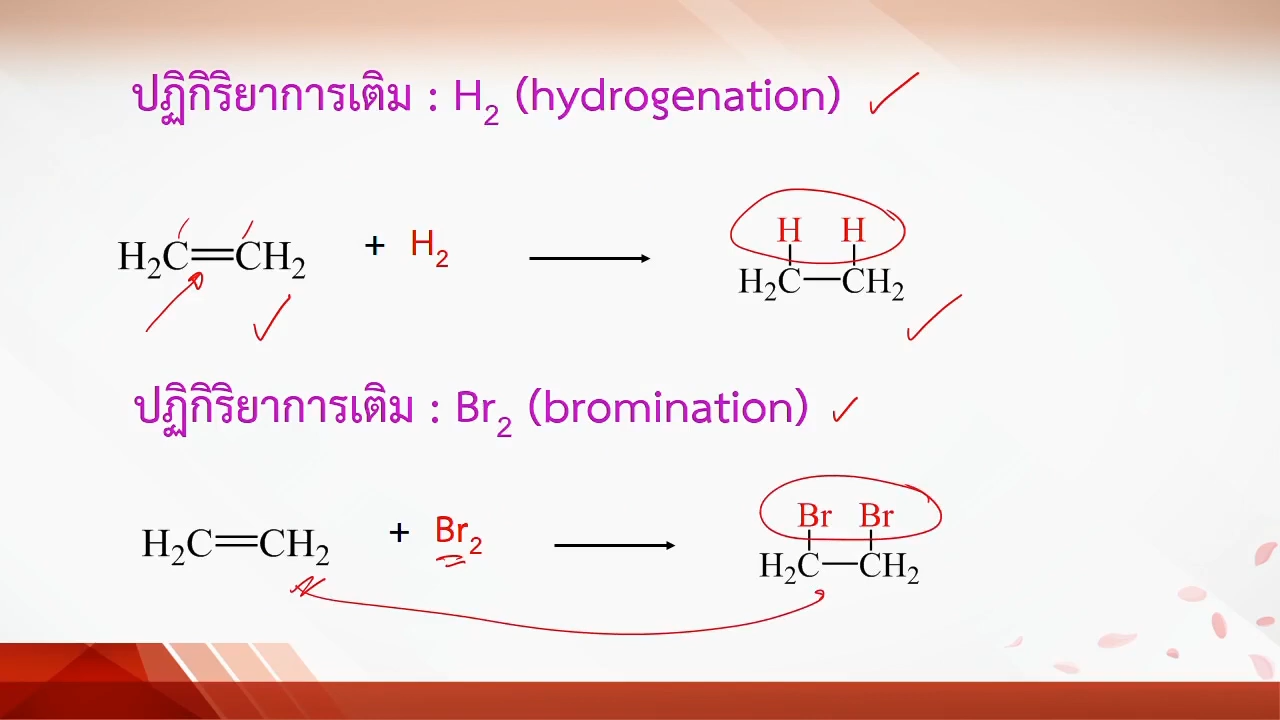 ปฏิกิริยาการเติม : H₂ (hydrogenation)
H₂C=CH₂ + H₂
H H
H₂C—CH₂
ปฏิกิริยาการเติม : Br₂ (bromination)
H₂C=CH₂ + Br₂
Br Br
H₂C—CH₂